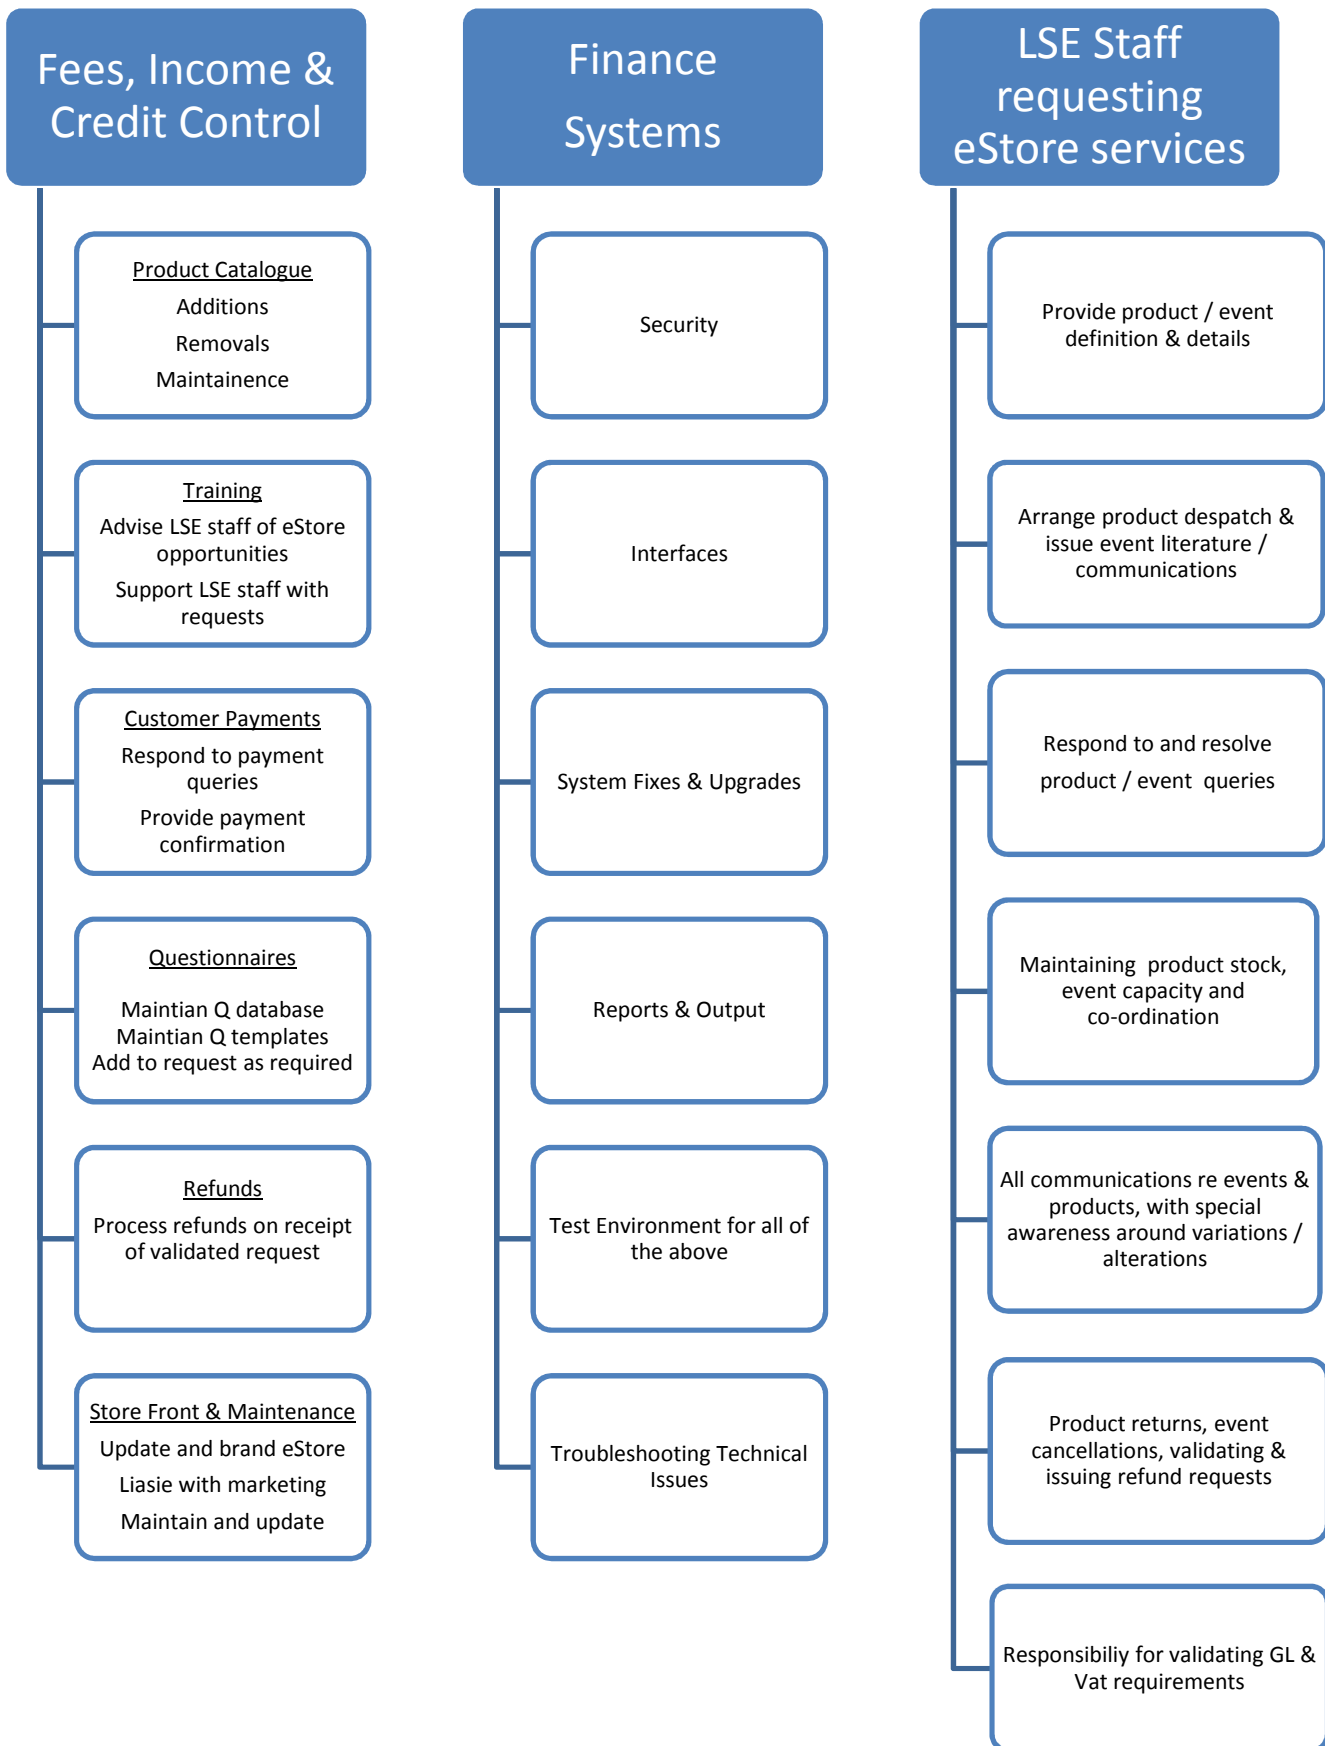 Fees, Income &
Credit Control
Product Catalogue
Additions
Removals
Maintainence
Training
Advise LSE staff of eStore
opportunities
Support LSE staff with
requests
Customer Payments
Respond to payment
queries
Provide payment
confirmation
Questionnaires
Maintian Q database
Maintian Q templates
Add to request as required
Refunds
Process refunds on receipt
of validated request
Store Front & Maintenance
Update and brand eStore
Liasie with marketing
Maintain and update
Finance
Systems
Security
Interfaces
System Fixes & Upgrades
Reports & Output
Test Environment for all of
the above
Troubleshooting Technical
Issues
LSE Staff
requesting
eStore services
Provide product / event
definition & details
Arrange product despatch &
issue event literature /
communications
Respond to and resolve
product / event queries
Maintaining product stock,
event capacity and
co-ordination
All communications re events &
products, with special
awareness around variations /
alterations
Product returns, event
cancellations, validating &
issuing refund requests
Responsibiliy for validating GL &
Vat requirements